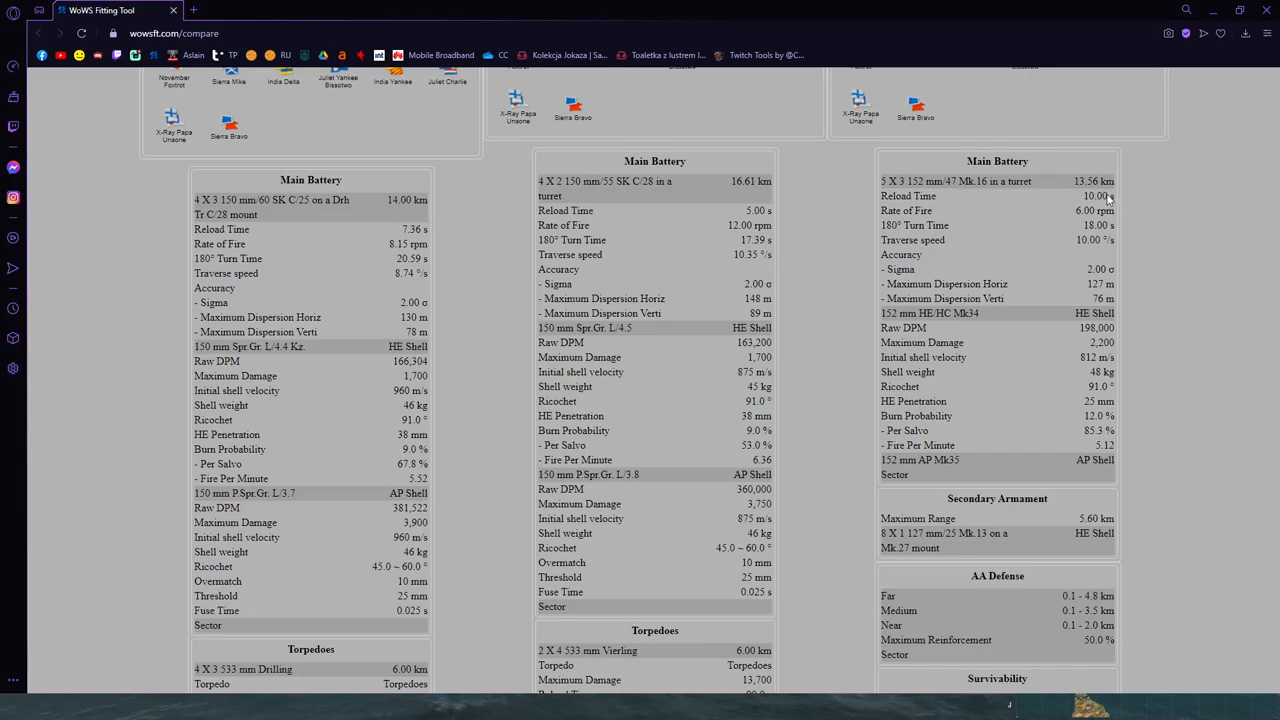 WoWS Fitting Tool
wowsft.com/compare
Aslain
TP
RU
Mobile Broadband
CC
Kolekcja Jokaza | Sa...
Toaletka z lustrem I...
Twitch Tools by @C...
November
Foxtrot
Sierra Mike
India Delta
Juliet Yankee
Bissotwo
India Yankee
Juliet Charlie
X-Ray Papa
Unaone
Sierra Bravo
X-Ray Papa
Unaone
Sierra Bravo
X-Ray Papa
Unaone
Sierra Bravo
Main Battery
4 X 3 150 mm/60 SK C/25 on a Drh 14.00 km
Tr C/28 mount
Reload Time 7.36 s
Rate of Fire 8.15 rpm
180° Turn Time 20.59 s
Traverse speed 8.74 °/s
Accuracy
- Sigma 2.00 σ
- Maximum Dispersion Horiz 130 m
- Maximum Dispersion Verti 78 m
150 mm Spr.Gr. L/4.4 Kz. HE Shell
Raw DPM 166,304
Maximum Damage 1,700
Initial shell velocity 960 m/s
Shell weight 46 kg
Ricochet 91.0 °
HE Penetration 38 mm
Burn Probability 9.0 %
- Per Salvo 67.8 %
- Fire Per Minute 5.52
150 mm P.Spr.Gr. L/3.7 AP Shell
Raw DPM 381,522
Maximum Damage 3,900
Initial shell velocity 960 m/s
Shell weight 46 kg
Ricochet 45.0 ~ 60.0 °
Overmatch 10 mm
Threshold 25 mm
Fuse Time 0.025 s
Sector
Torpedoes
4 X 3 533 mm Drilling 6.00 km
Torpedo Torpedoes
Main Battery
4 X 2 150 mm/55 SK C/28 in a 16.61 km
turret
Reload Time 5.00 s
Rate of Fire 12.00 rpm
180° Turn Time 17.39 s
Traverse speed 10.35 °/s
Accuracy
- Sigma 2.00 σ
- Maximum Dispersion Horiz 148 m
- Maximum Dispersion Verti 89 m
150 mm Spr.Gr. L/4.5 HE Shell
Raw DPM 163,200
Maximum Damage 1,700
Initial shell velocity 875 m/s
Shell weight 45 kg
Ricochet 91.0 °
HE Penetration 38 mm
Burn Probability 9.0 %
- Per Salvo 53.0 %
- Fire Per Minute 6.36
150 mm P.Spr.Gr. L/3.8 AP Shell
Raw DPM 360,000
Maximum Damage 3,750
Initial shell velocity 875 m/s
Shell weight 46 kg
Ricochet 45.0 ~ 60.0 °
Overmatch 10 mm
Threshold 25 mm
Fuse Time 0.025 s
Sector
Torpedoes
2 X 4 533 mm Vierling 6.00 km
Torpedo Torpedoes
Maximum Damage 13,700
Main Battery
5 X 3 152 mm/47 Mk.16 in a turret 13.56 km
Reload Time 10.00 s
Rate of Fire 6.00 rpm
180° Turn Time 18.00 s
Traverse speed 10.00 °/s
Accuracy
- Sigma 2.00 σ
- Maximum Dispersion Horiz 127 m
- Maximum Dispersion Verti 76 m
152 mm HE/HC Mk34 HE Shell
Raw DPM 198,000
Maximum Damage 2,200
Initial shell velocity 812 m/s
Shell weight 48 kg
Ricochet 91.0 °
HE Penetration 25 mm
Burn Probability 12.0 %
- Per Salvo 85.3 %
- Fire Per Minute 5.12
152 mm AP Mk35 AP Shell
Sector
Secondary Armament
Maximum Range 5.60 km
8 X 1 127 mm/25 Mk.13 on a HE Shell
Mk.27 mount
AA Defense
Far 0.1 - 4.8 km
Medium 0.1 - 3.5 km
Near 0.1 - 2.0 km
Maximum Reinforcement 50.0 %
Sector
Survivability